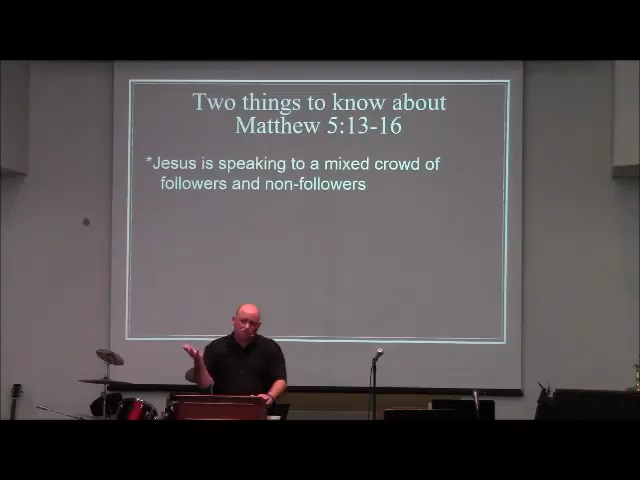 Two things to know about
Matthew 5:13-16
*Jesus is speaking to a mixed crowd of
followers and non-followers